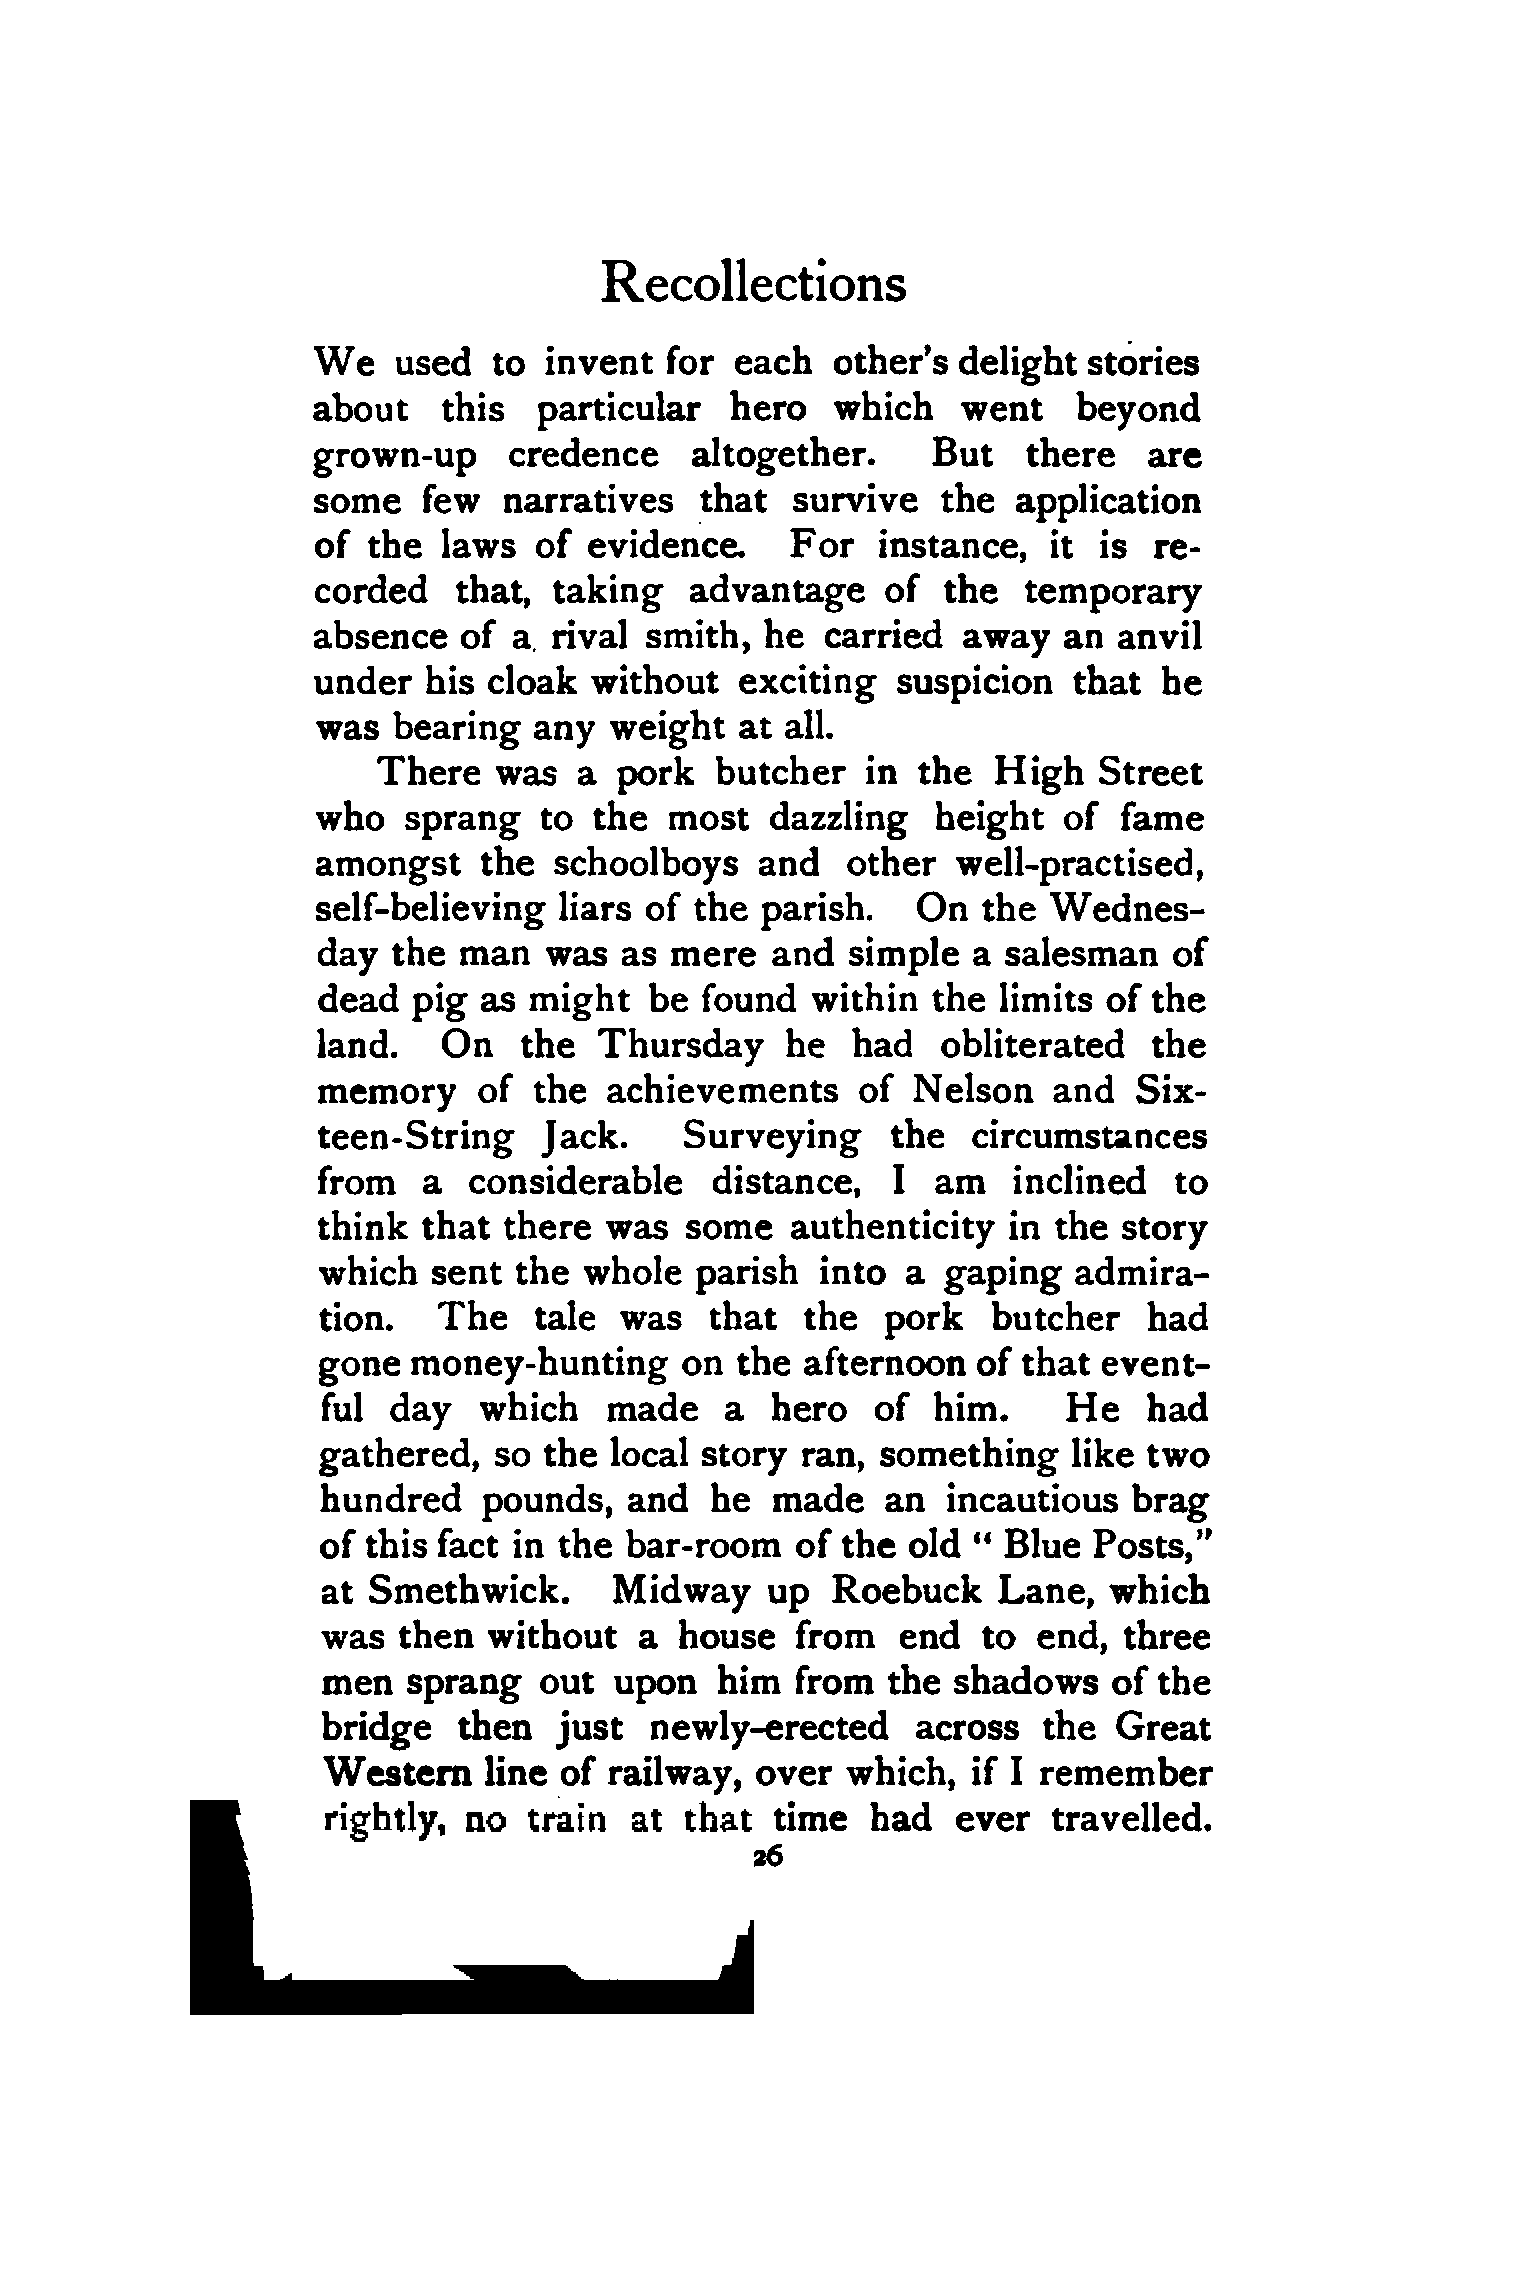 Recollections
We used to invent for each other's delight stories
about this particular hero which went beyond
grown-up credence altogether. But there are
some few narratives that survive the application
of the laws of evidence. For instance, it is re-
corded that, taking advantage of the temporary
absence of a rival smith, he carried away an anvil
under his cloak without exciting suspicion that he
was bearing any weight at all.
There was a pork butcher in the High Street
who sprang to the most dazzling height of fame
amongst the schoolboys and other well-practised,
self-believing liars of the parish. On the Wednes-
day the man was as mere and simple a salesman of
dead pig as might be found within the limits of the
land. On the Thursday he had obliterated the
memory of the achievements of Nelson and Six-
teen-String Jack. Surveying the circumstances
from a considerable distance, I am inclined to
think that there was some authenticity in the story
which sent the whole parish into a gaping admira-
tion. The tale was that the pork butcher had
gone money-hunting on the afternoon of that event-
ful day which made a hero of him. He had
gathered, so the local story ran, something like two
hundred pounds, and he made an incautious brag
of this fact in the bar-room of the old "Blue Posts,"
at Smethwick. Midway up Roebuck Lane, which
was then without a house from end to end, three
men sprang out upon him from the shadows of the
bridge then just newly-erected across the Great
Western line of railway, over which, if I remember
rightly, no train at that time had ever travelled.
26